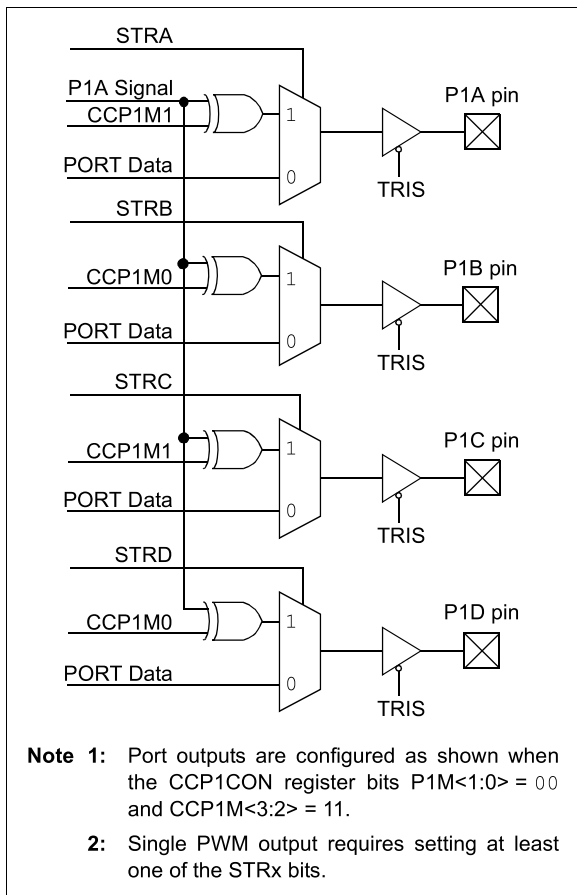 STRA
P1A Signal
CCP1M1
1
P1A pin
PORT Data
0
TRIS
STRB
CCP1M0
1
P1B pin
PORT Data
0
TRIS
STRC
CCP1M1
1
P1C pin
PORT Data
0
TRIS
STRD
CCP1M0
1
P1D pin
PORT Data
0
TRIS
Note 1: Port outputs are configured as shown when
the CCP1CON register bits P1M<1:0> = 00
and CCP1M<3:2> = 11.
2: Single PWM output requires setting at least
one of the STRx bits.